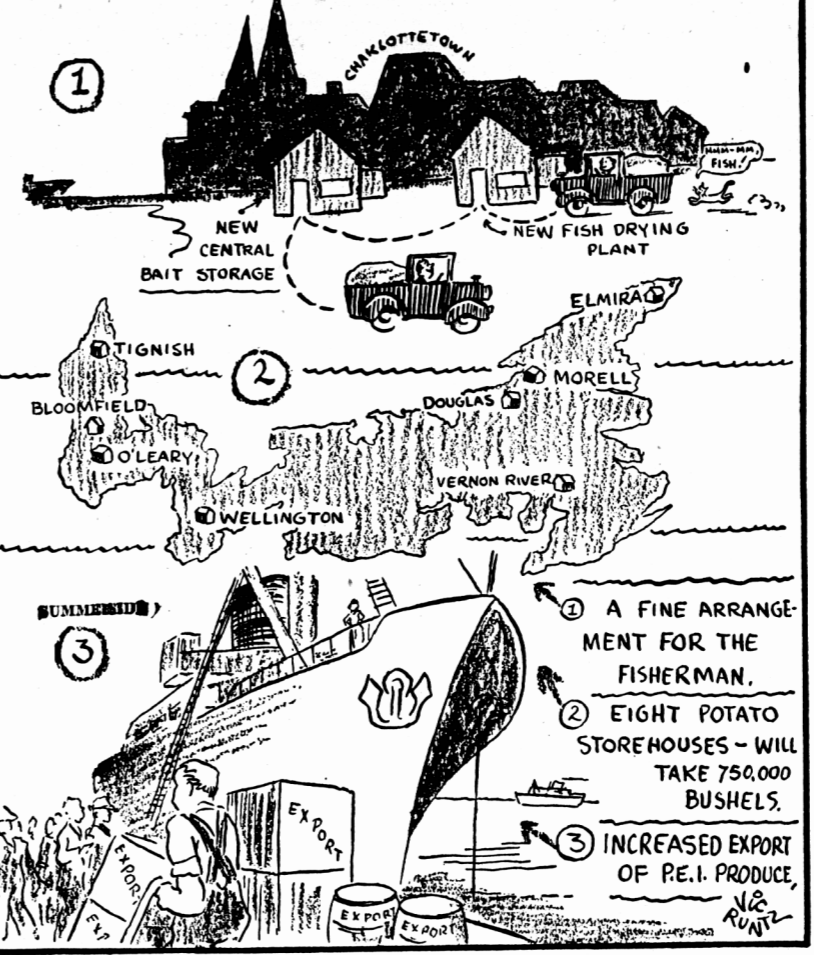 1
CHARLOTTETOWN
HMM-MM,
FISH!
NEW
CENTRAL
BAIT STORAGE
NEW FISH DRYING
PLANT
2
ELMIRA
TIGNISH
MORELL
BLOOMFIELD
DOUGLAS
O'LEARY
VERNON RIVER
WELLINGTON
SUMMERSIDE
3
1 A FINE ARRANGE-
MENT FOR THE
FISHERMAN.
2 EIGHT POTATO
STOREHOUSES - WILL
TAKE 750,000
BUSHELS.
3 INCREASED EXPORT
OF P.E.I. PRODUCE,
VIC
RUNTZ
EXPORT
EXPORT
EXP
EXPORT
EXPORT